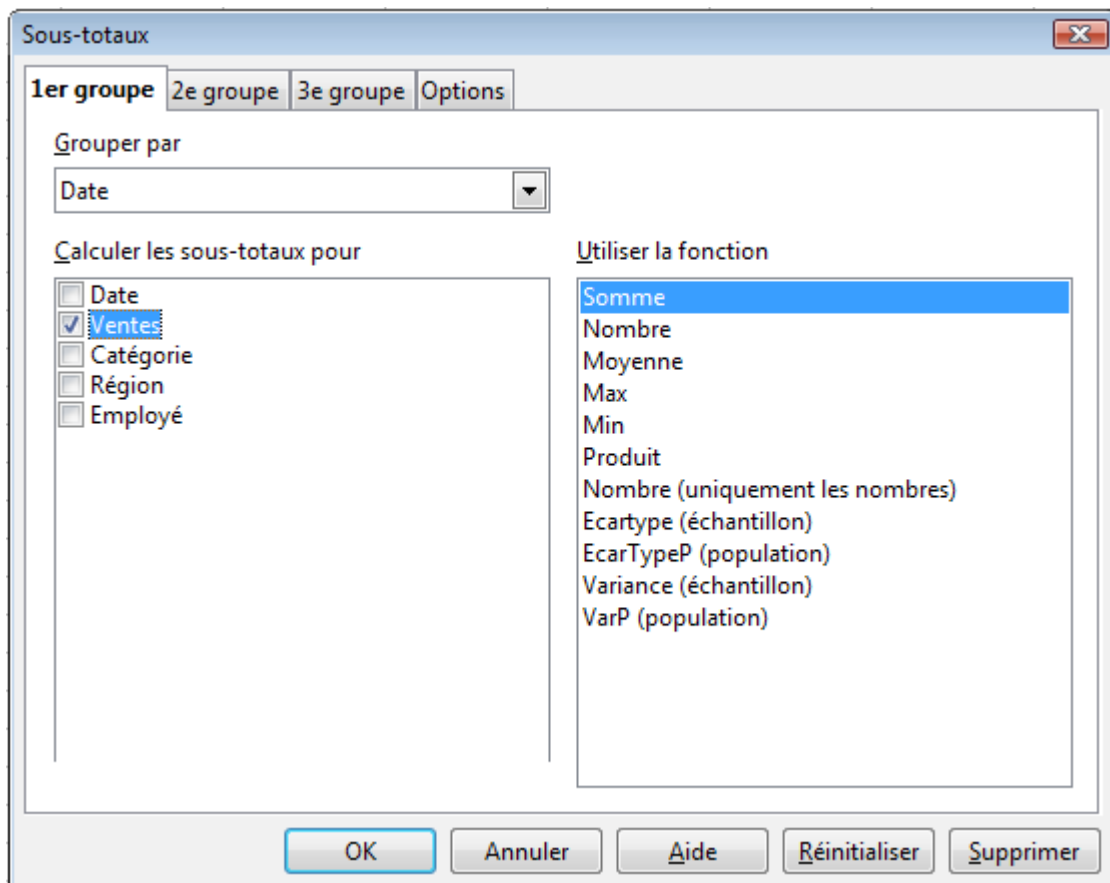 Sous-totaux
1er groupe 2e groupe 3e groupe Options
Grouper par
Date
Calculer les sous-totaux pour
Date
Ventes
Catégorie
Région
Employé
Utiliser la fonction
Somme
Nombre
Moyenne
Max
Min
Produit
Nombre (uniquement les nombres)
Ecartype (échantillon)
EcarTypeP (population)
Variance (échantillon)
VarP (population)
OK Annuler Aide Réinitialiser Supprimer